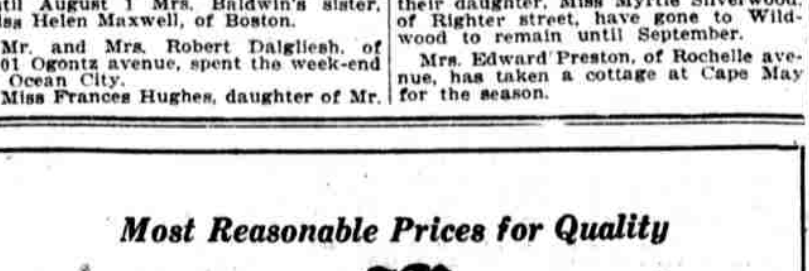 until August 1 Mrs. Baldwin's sister,
Miss Helen Maxwell, of Boston.
Mr. and Mrs. Robert Dalgliesh, of
01 Ogontz avenue, spent the week-end
Ocean City.
Miss Frances Hughes, daughter of Mr.
their daughter, Miss Myrtle Silverwood,
of Righter street, have gone to Wild-
wood to remain until September.
Mrs. Edward Preston, of Rochelle ave-
nue, has taken a cottage at Cape May
for the season.
Most Reasonable Prices for Quality